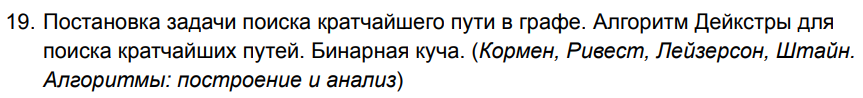 19. Постановка задачи поиска кратчайшего пути в графе. Алгоритм Дейкстры для
поиска кратчайших путей. Бинарная куча. (Кормен, Ривест, Лейзерсон, Штайн.
Алгоритмы: построение и анализ)